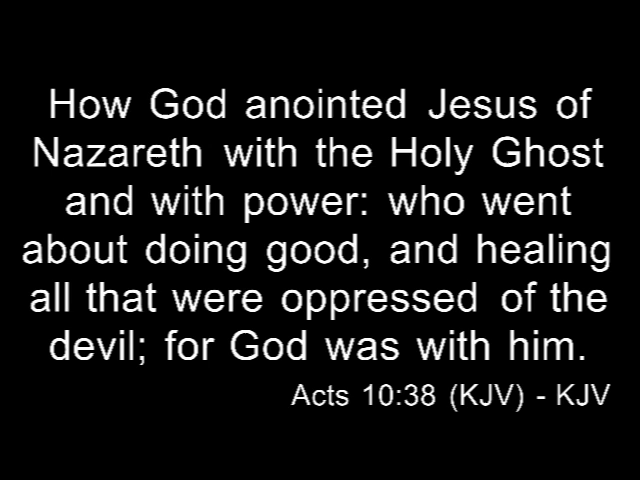 How God anointed Jesus of
Nazareth with the Holy Ghost
and with power: who went
about doing good, and healing
all that were oppressed of the
devil; for God was with him.
Acts 10:38 (KJV) - KJV